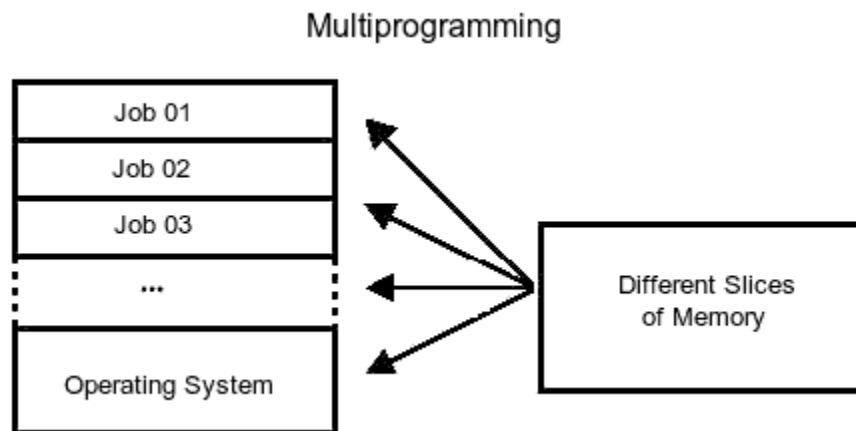 Multiprogramming
Job 01
Job 02
Job 03
...
Operating System
Different Slices
of Memory